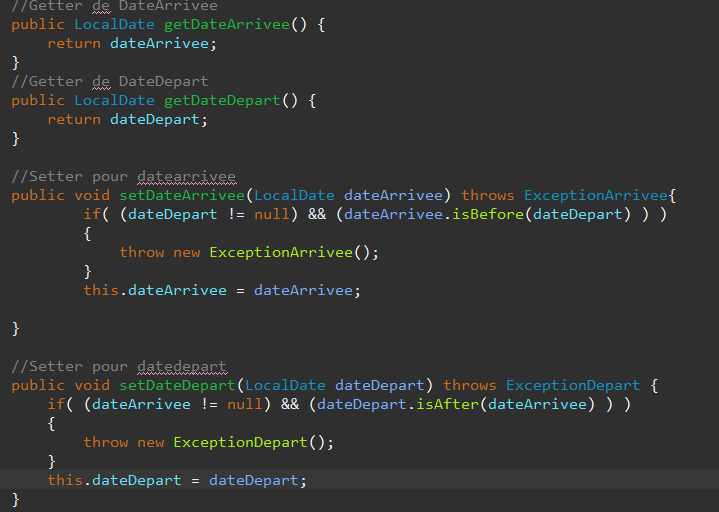 //Getter de DateArrivee
public LocalDate getDateArrivee() {
    return dateArrivee;
}
//Getter de DateDepart
public LocalDate getDateDepart() {
    return dateDepart;
}

//Setter pour datearrivee
public void setDateArrivee(LocalDate dateArrivee) throws ExceptionArrivee{
        if( (dateDepart != null) && (dateArrivee.isBefore(dateDepart) ) )
        {
            throw new ExceptionArrivee();
        }
        this.dateArrivee = dateArrivee;

}

//Setter pour datedepart
public void setDateDepart(LocalDate dateDepart) throws ExceptionDepart {
    if( (dateArrivee != null) && (dateDepart.isAfter(dateArrivee) ) )
    {
        throw new ExceptionDepart();
    }
    this.dateDepart = dateDepart;
}